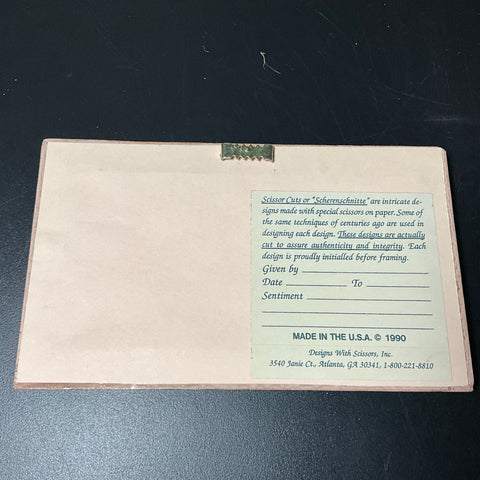 Scissor Cuts or "Scherenschnitte" are intricate de-
signs made with special scissors on paper. Some of
the same techniques of centuries ago are used in
designing each design. These designs are actually
cut to assure authenticity and integrity. Each
design is proudly initialled before framing.
Given by
Date To
Sentiment
MADE IN THE U.S.A. © 1990
Designs With Scissors, Inc.
3540 Janie Ct., Atlanta, GA 30341, 1-800-221-8810